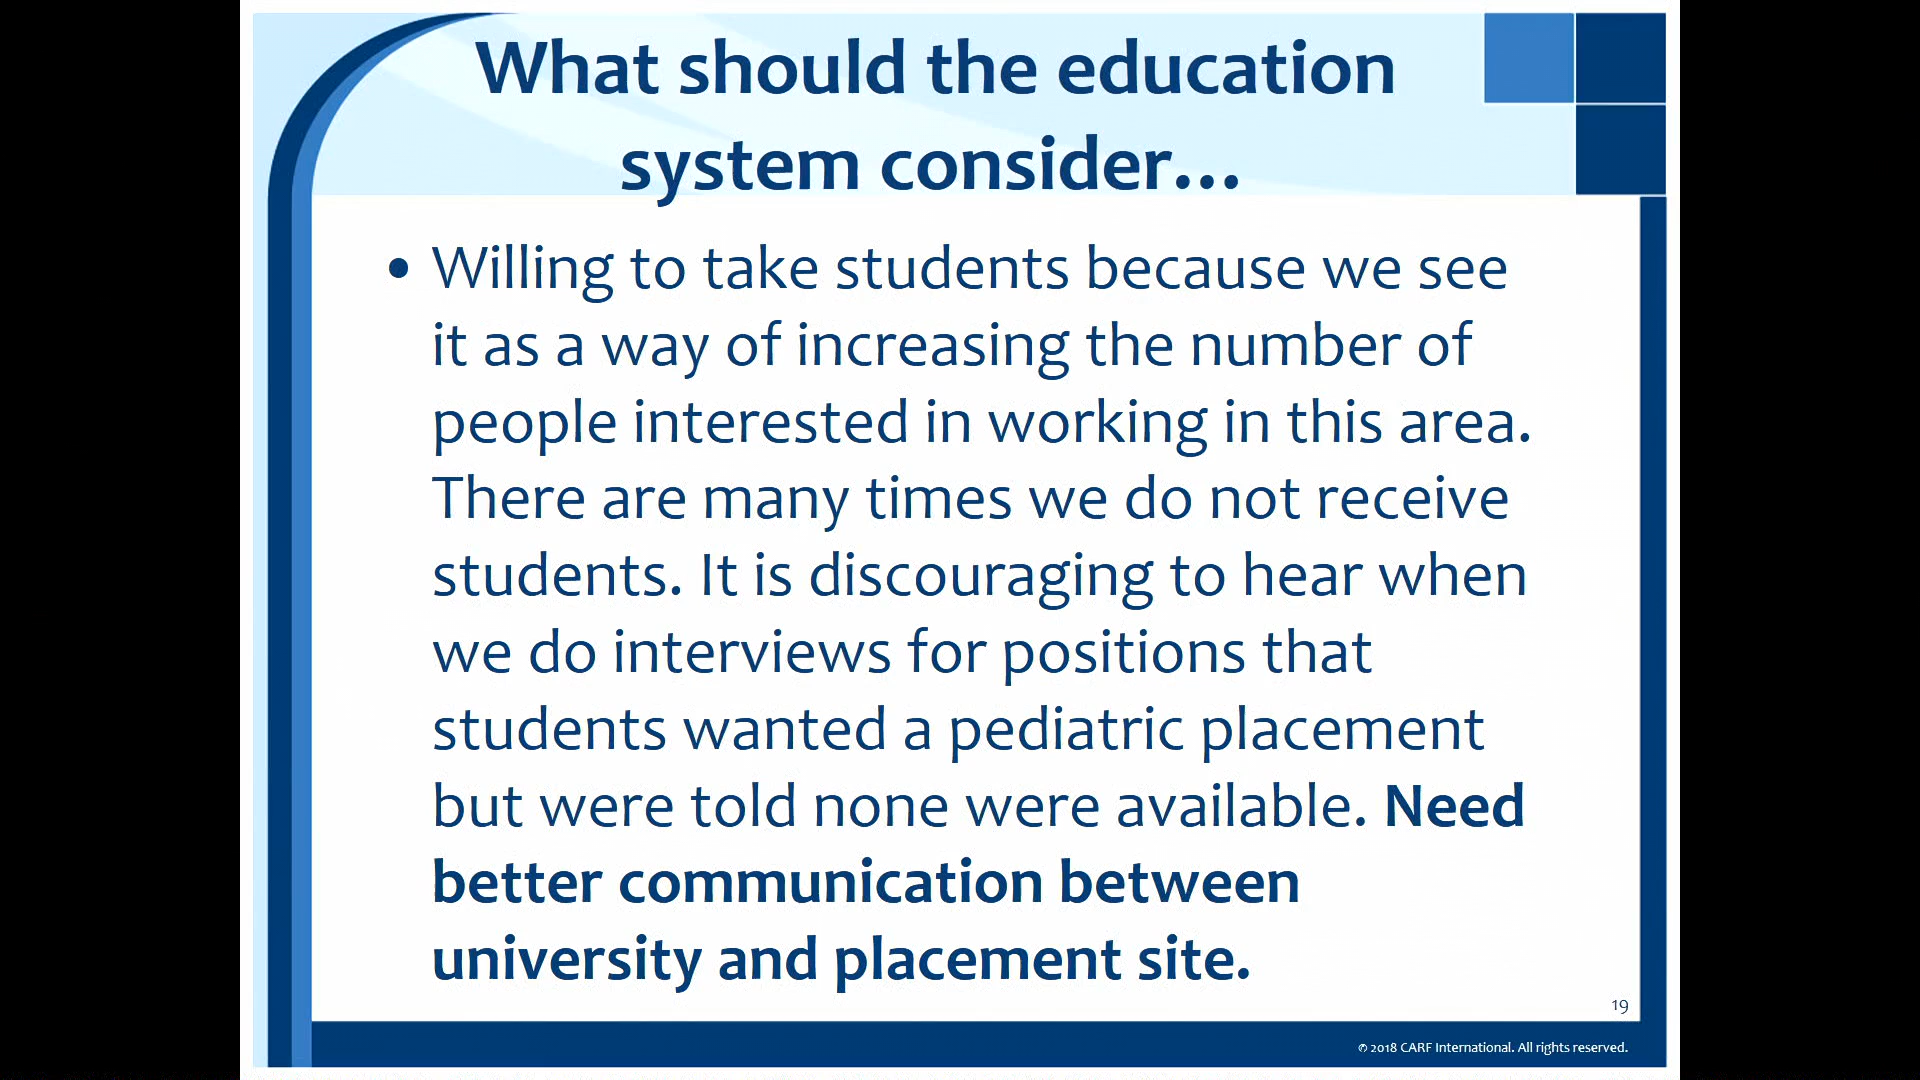 What should the education
system consider...
• Willing to take students because we see
it as a way of increasing the number of
people interested in working in this area.
There are many times we do not receive
students. It is discouraging to hear when
we do interviews for positions that
students wanted a pediatric placement
but were told none were available. Need
better communication between
university and placement site.
19
© 2018 CARF International. All rights reserved.